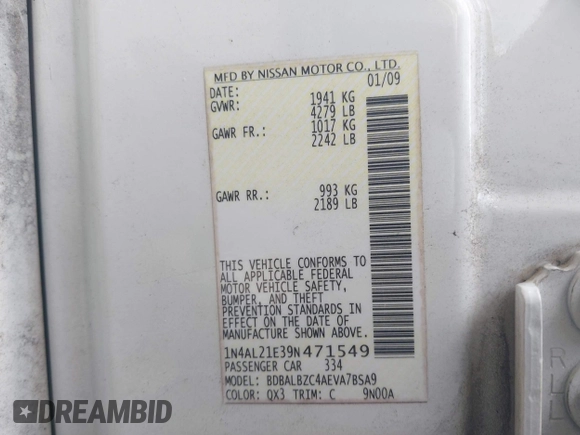 MFD BY NISSAN MOTOR CO., LTD.
DATE: 01/09
GVWR: 1941 KG
4279 LB
GAWR FR.: 1017 KG
2242 LB
GAWR RR.: 993 KG
2189 LB
THIS VEHICLE CONFORMS TO
ALL APPLICABLE FEDERAL
MOTOR VEHICLE SAFETY,
BUMPER, AND THEFT
PREVENTION STANDARDS IN
EFFECT ON THE DATE OF
MANUFACTURE SHOWN ABOVE.
1N4AL21E39N471549
PASSENGER CAR 334
MODEL: BDBALBZC4AEVA7BSA9
COLOR: QX3 TRIM: C 9N00A
DREAMBID